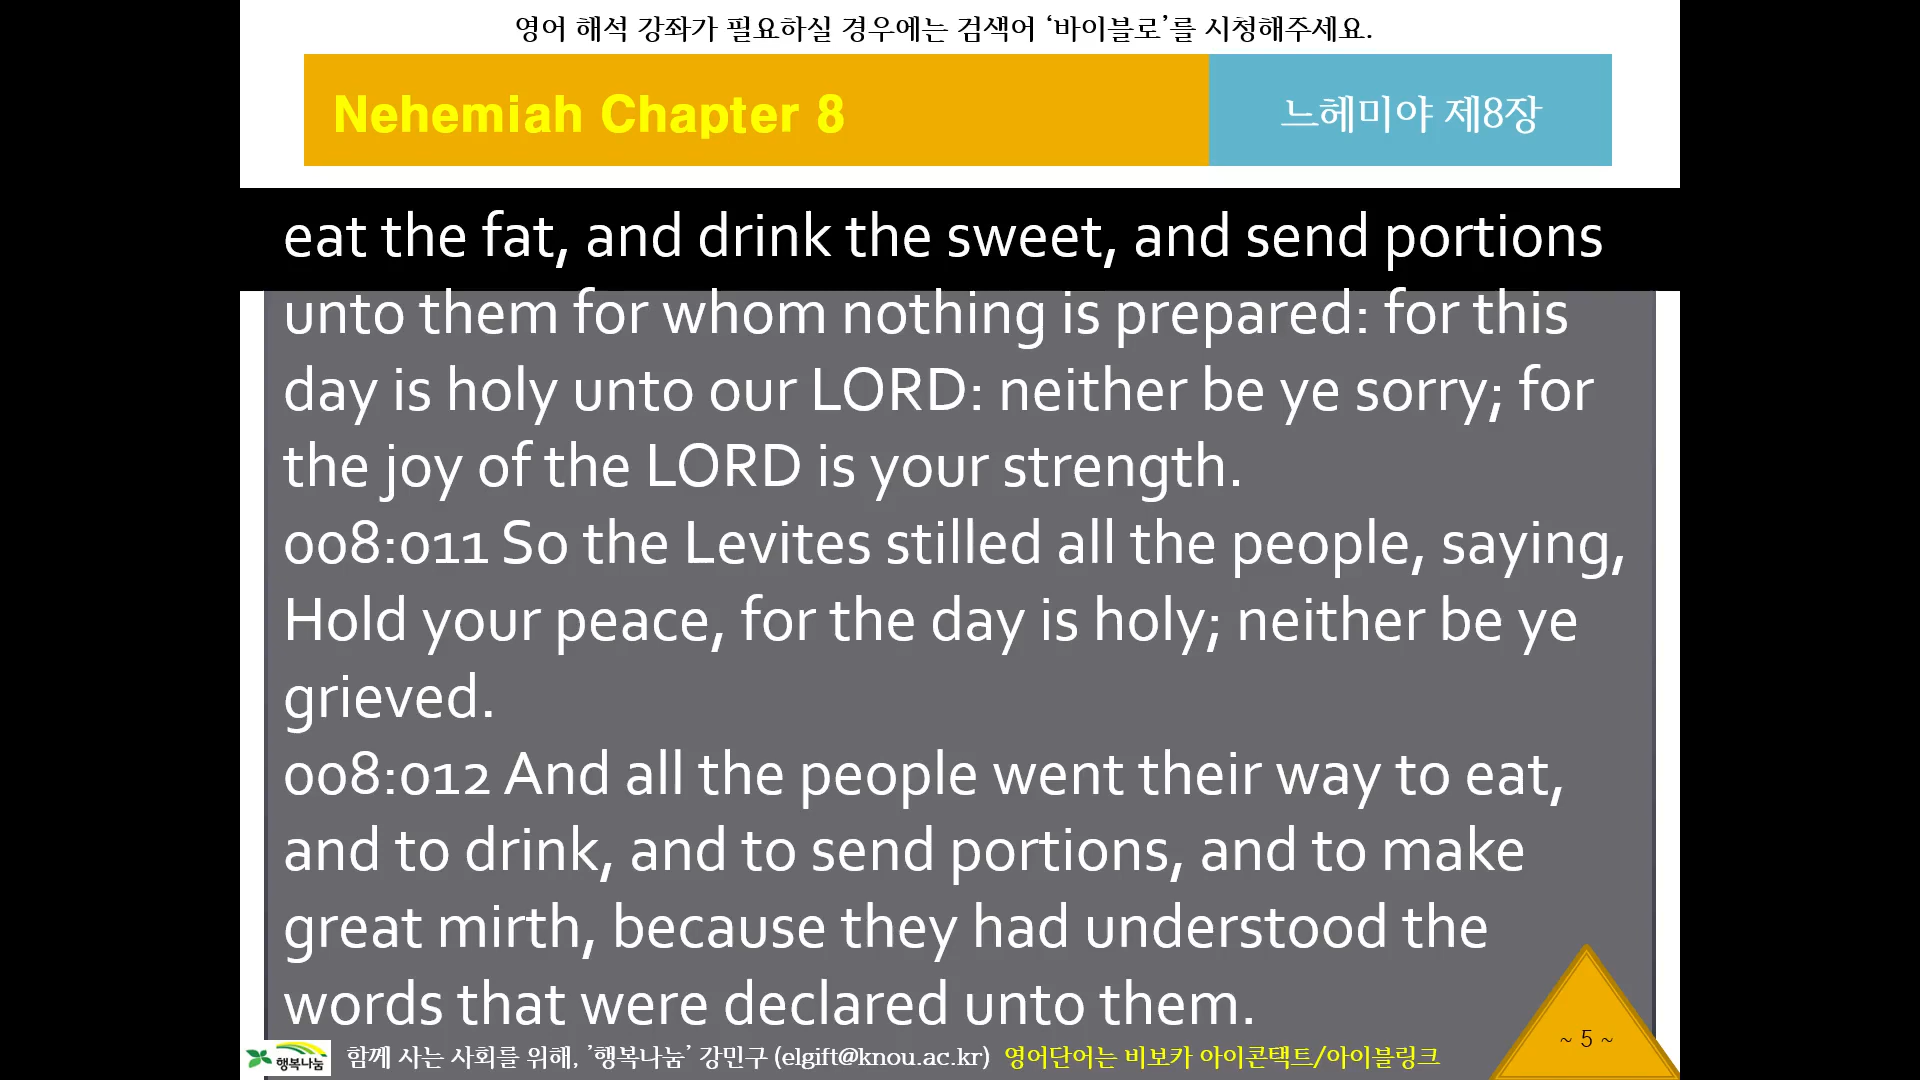 영어 해석 강좌가 필요하실 경우에는 검색어 ‘바이블로’를 시청해주세요.
Nehemiah Chapter 8
느헤미야 제8장
eat the fat, and drink the sweet, and send portions
unto them for whom nothing is prepared: for this
day is holy unto our LORD: neither be ye sorry; for
the joy of the LORD is your strength.
008:011 So the Levites stilled all the people, saying,
Hold your peace, for the day is holy; neither be ye
grieved.
008:012 And all the people went their way to eat,
and to drink, and to send portions, and to make
great mirth, because they had understood the
words that were declared unto them.
~ 5 ~
행복나눔
함께 사는 사회를 위해, ’행복나눔’ 강민구 (elgift@knou.ac.kr) 영어단어는 비보카 아이콘택트/아이블링크